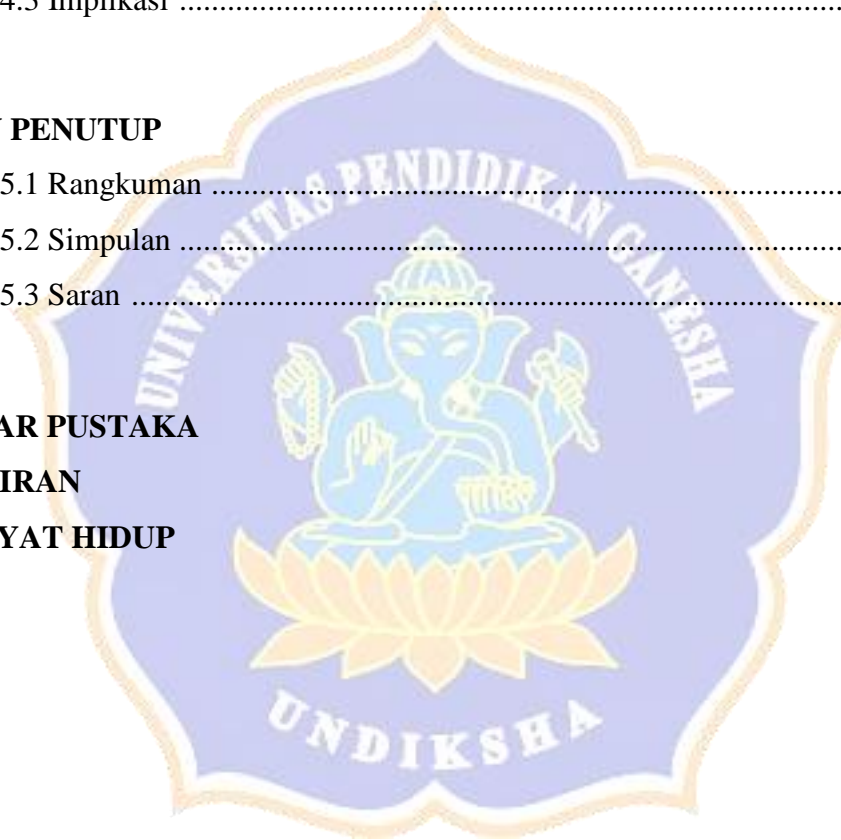 4.3 Implikasi ....................................................................................
PENUTUP
5.1 Rangkuman ................................................................................
5.2 Simpulan ....................................................................................
5.3 Saran ..........................................................................................
AR PUSTAKA
IRAN
YAT HIDUP
UNIVERSITAS PENDIDIKAN GANESHA
UNDIKSHA